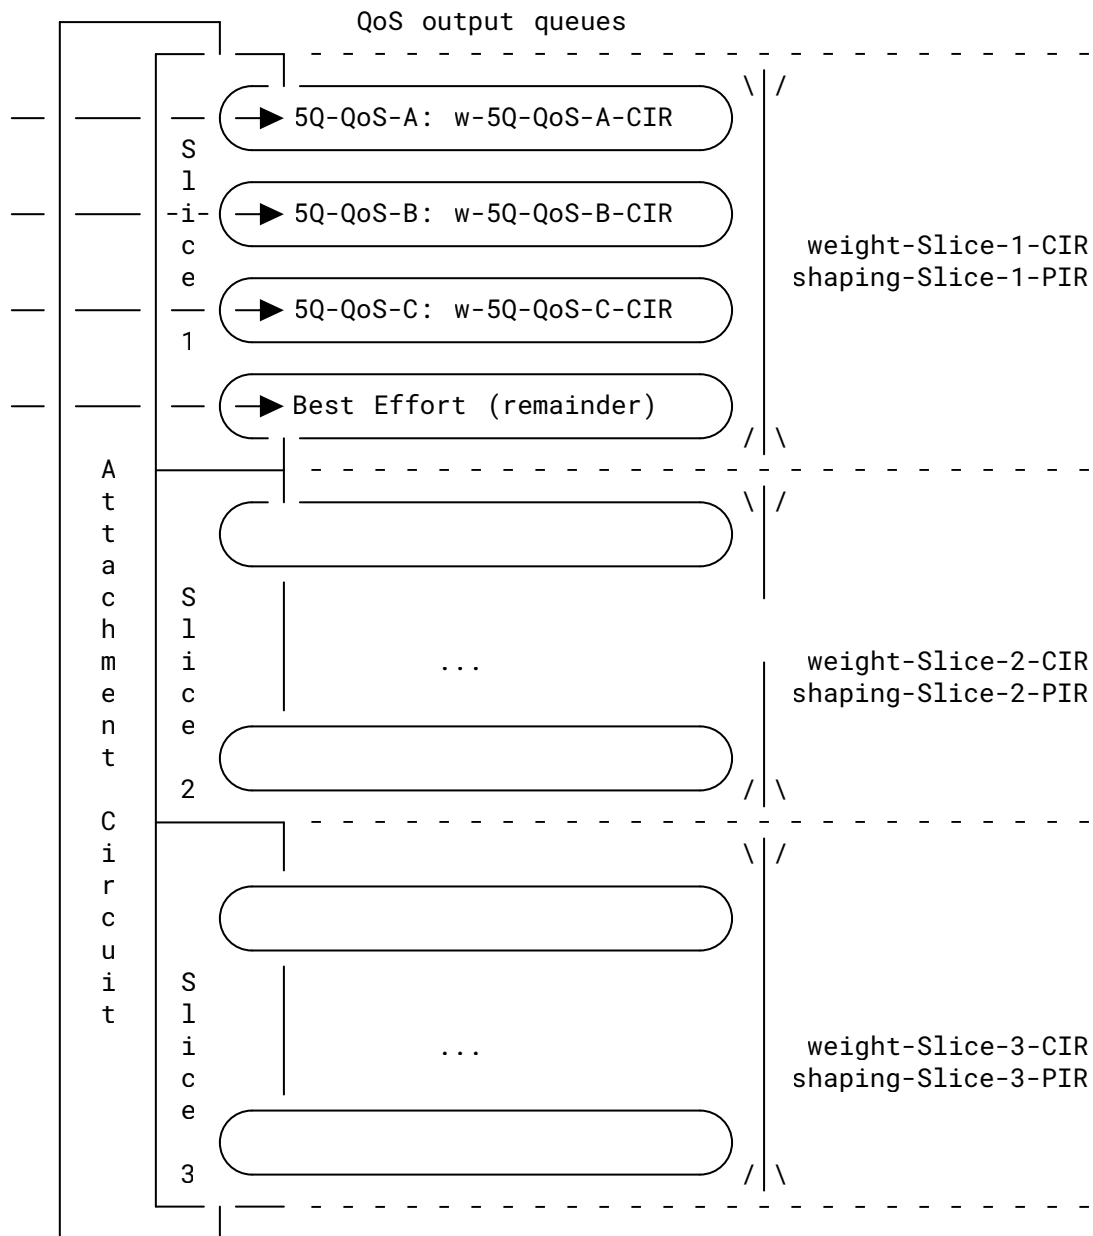 QoS output queues
5Q-QoS-A: w-5Q-QoS-A-CIR
5Q-QoS-B: w-5Q-QoS-B-CIR
5Q-QoS-C: w-5Q-QoS-C-CIR
Best Effort (remainder)
Slice 1
weight-Slice-1-CIR
shaping-Slice-1-PIR
Attachment Circuit
Slice 2
...
weight-Slice-2-CIR
shaping-Slice-2-PIR
Slice 3
...
weight-Slice-3-CIR
shaping-Slice-3-PIR